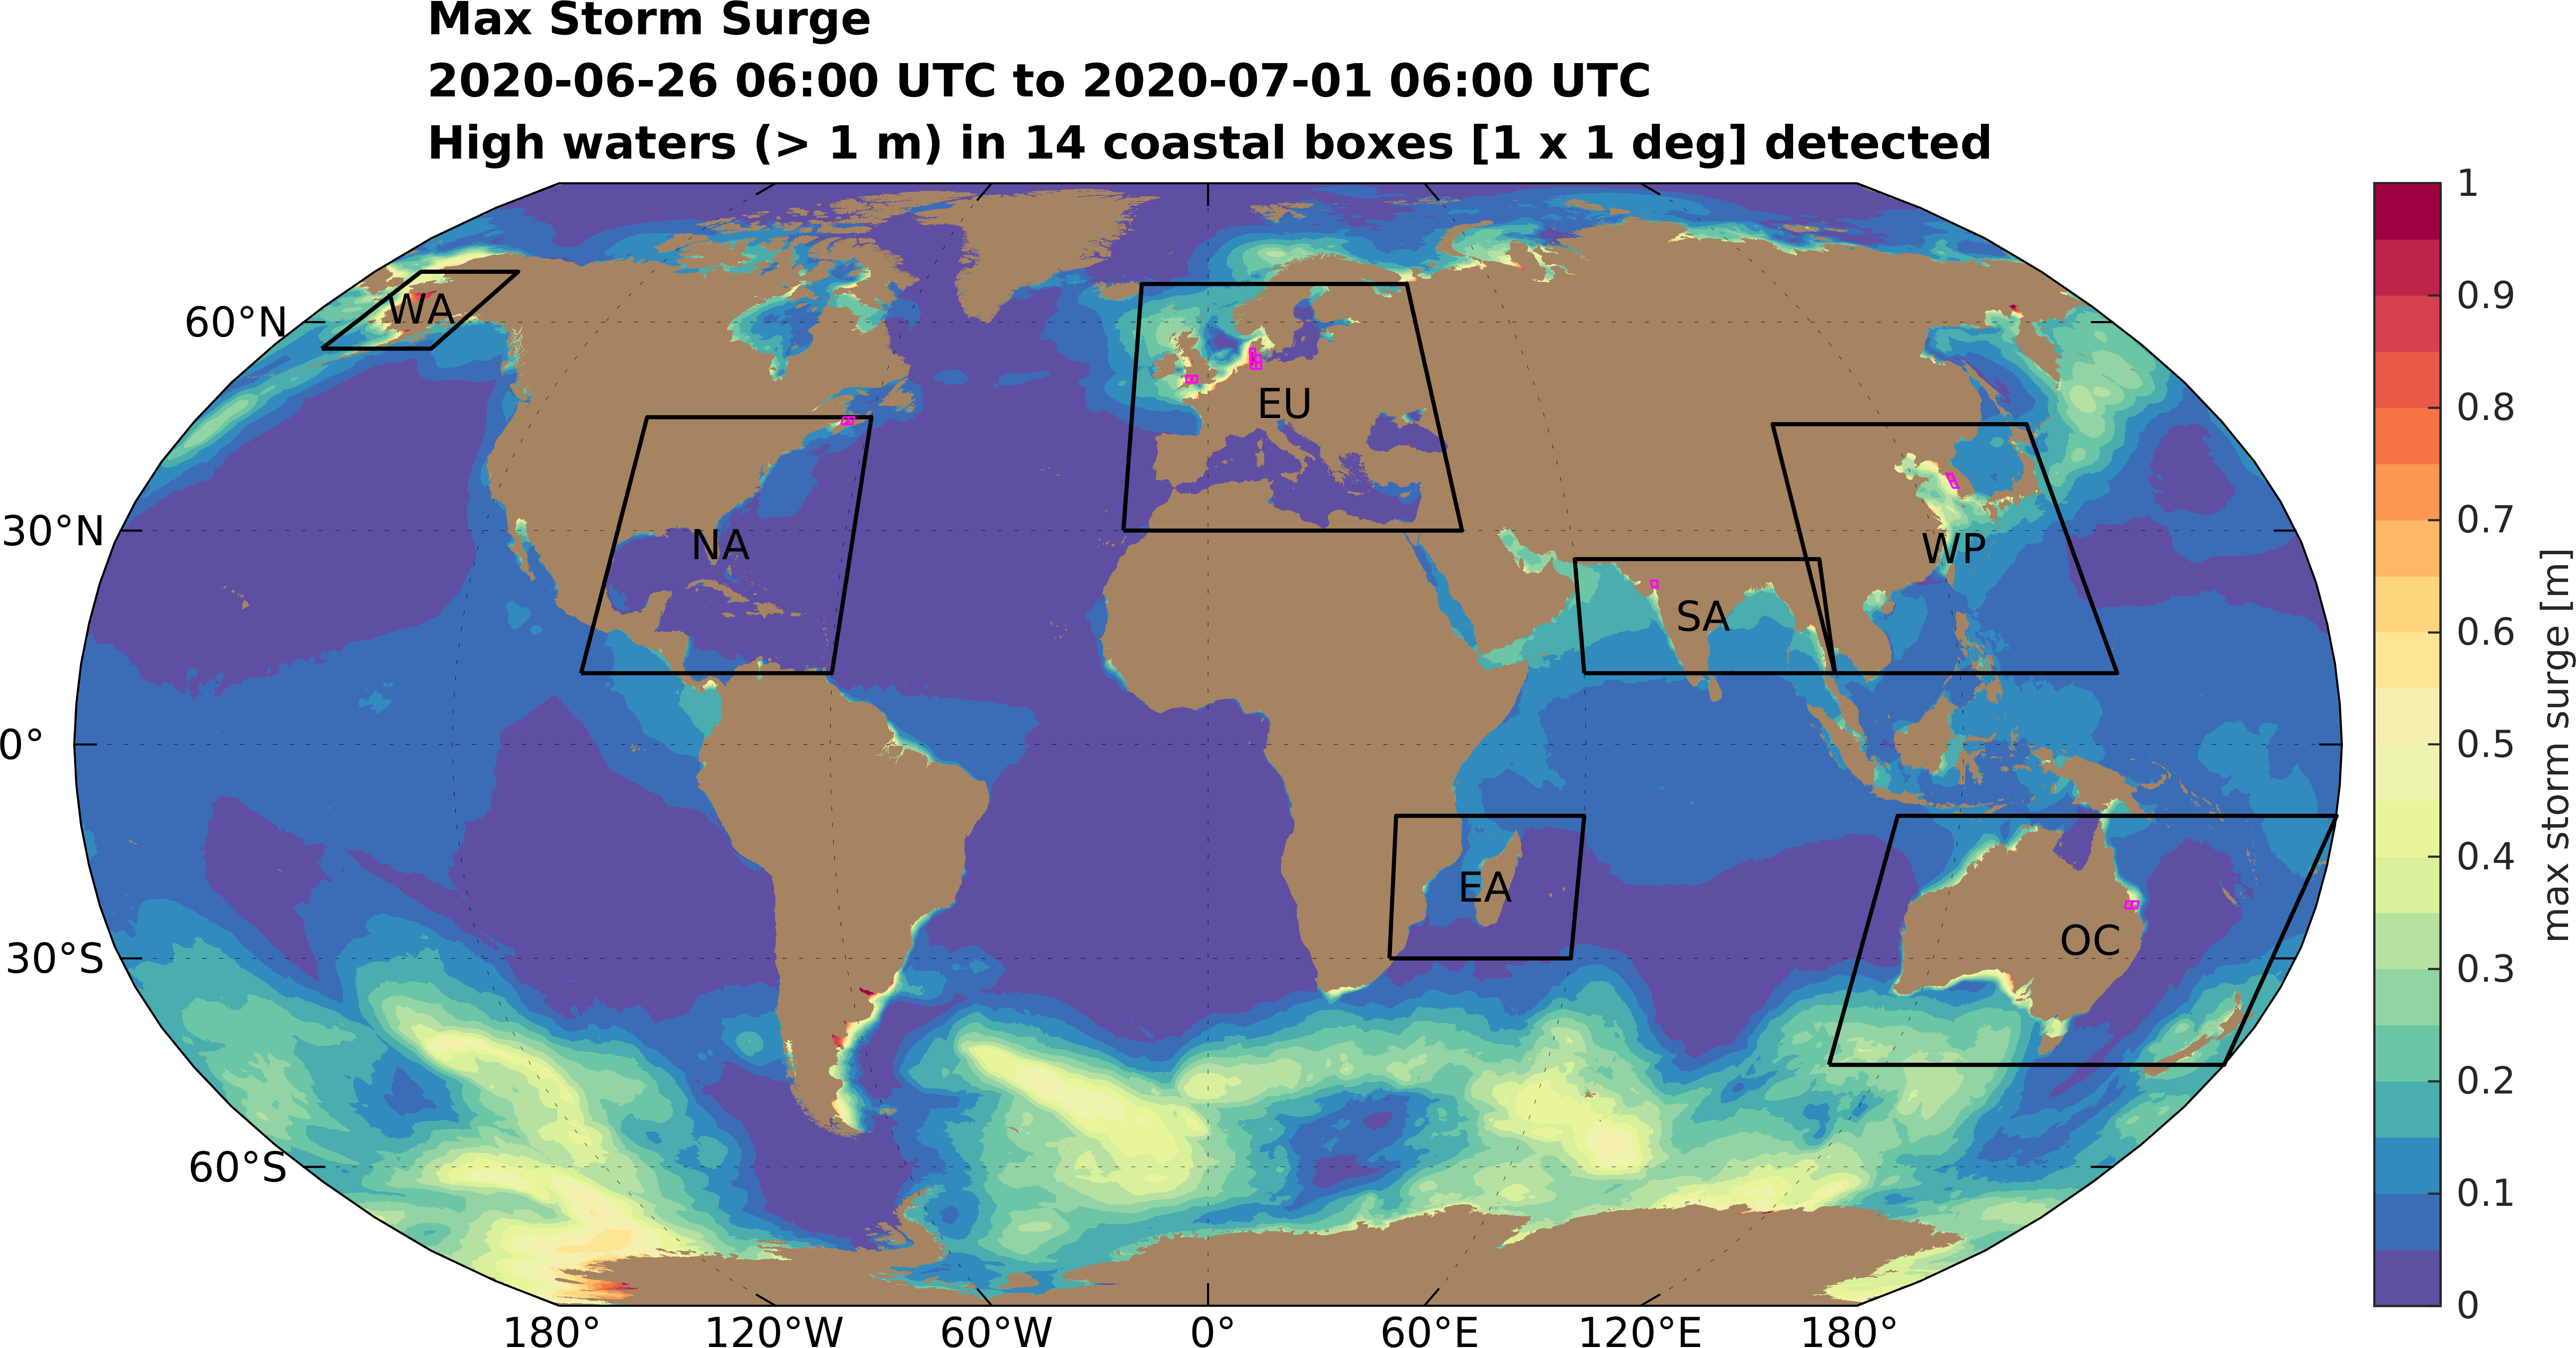 Max Storm Surge
2020-06-26 06:00 UTC to 2020-07-01 06:00 UTC
High waters (> 1 m) in 14 coastal boxes [1 x 1 deg] detected
60°N
30°N
0°
30°S
60°S
WA
NA
EU
SA
WP
EA
OC
180°
120°W
60°W
0°
60°E
120°E
180°
1
0.9
0.8
0.7
0.6
0.5
0.4
0.3
0.2
0.1
0
max storm surge [m]